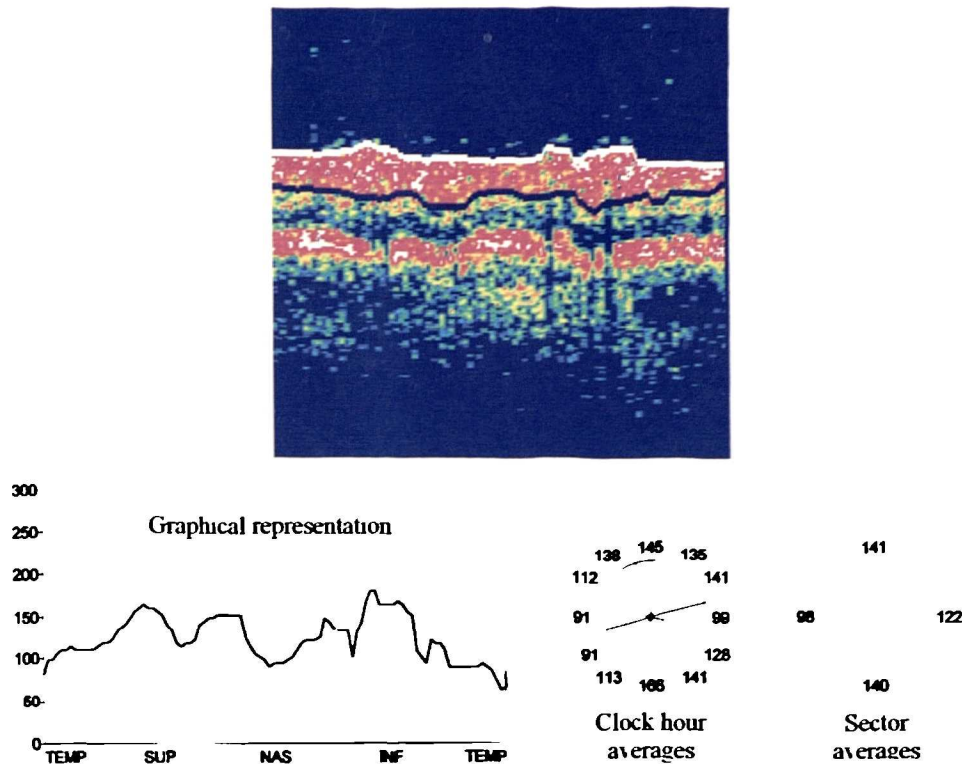 300
250
200
150
100
50
0
Graphical representation
TEMP SUP NAS INF TEMP
145
138 135
112 141
91 99
91 128
113 141
166
Clock hour
averages
141
98 122
140
Sector
averages